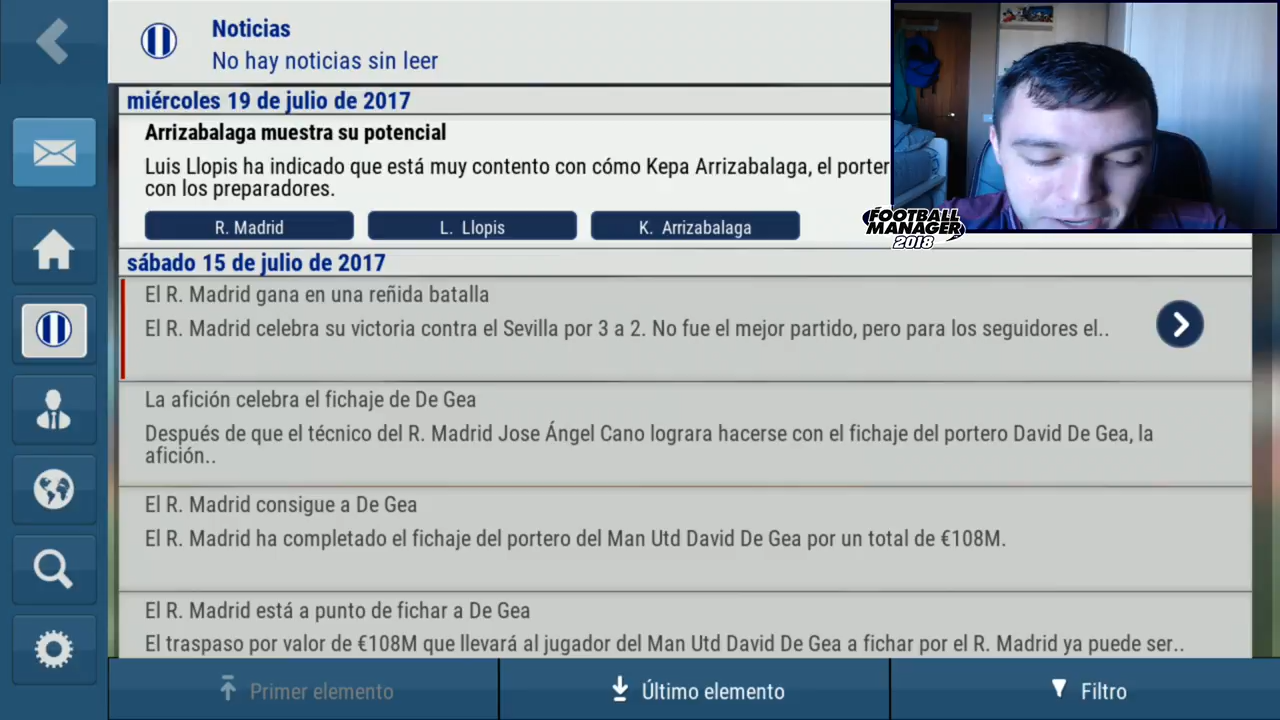 Noticias
No hay noticias sin leer
miércoles 19 de julio de 2017
Arrizabalaga muestra su potencial
Luis Llopis ha indicado que está muy contento con cómo Kepa Arrizabalaga, el porter
con los preparadores.
R. Madrid
L. Llopis
K. Arrizabalaga
FOOTBALL
MANAGER
2018
sábado 15 de julio de 2017
El R. Madrid gana en una reñida batalla
El R. Madrid celebra su victoria contra el Sevilla por 3 a 2. No fue el mejor partido, pero para los seguidores el..
La afición celebra el fichaje de De Gea
Después de que el técnico del R. Madrid Jose Ángel Cano lograra hacerse con el fichaje del portero David De Gea, la
afición..
El R. Madrid consigue a De Gea
El R. Madrid ha completado el fichaje del portero del Man Utd David De Gea por un total de €108M.
El R. Madrid está a punto de fichar a De Gea
El traspaso por valor de €108M que llevará al jugador del Man Utd David De Gea a fichar por el R. Madrid ya puede ser..
Primer elemento
Último elemento
Filtro